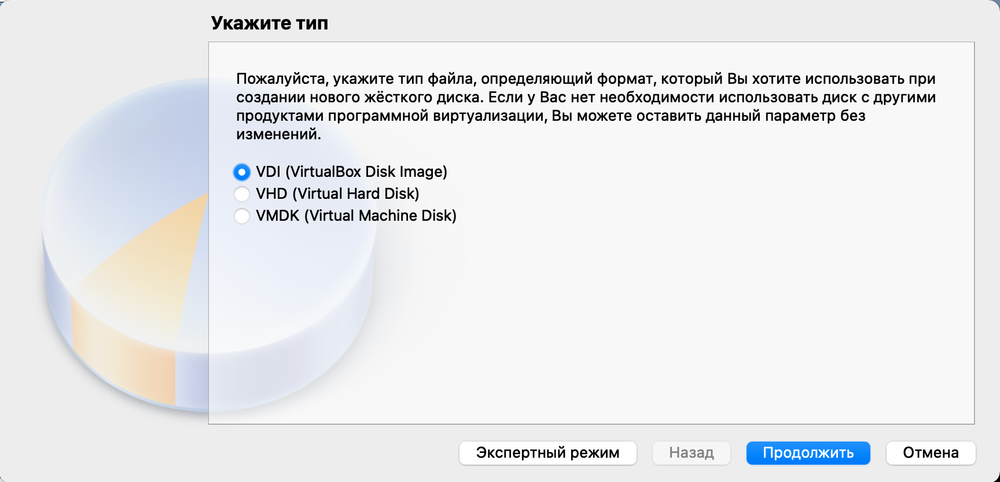 Укажите тип
Пожалуйста, укажите тип файла, определяющий формат, который Вы хотите использовать при
создании нового жёсткого диска. Если у Вас нет необходимости использовать диск с другими
продуктами программной виртуализации, Вы можете оставить данный параметр без
изменений.
VDI (VirtualBox Disk Image)
VHD (Virtual Hard Disk)
VMDK (Virtual Machine Disk)
Экспертный режим
Назад
Продолжить
Отмена